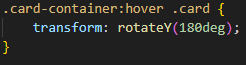 .card-container:hover .card {
    transform: rotateY(180deg);
}